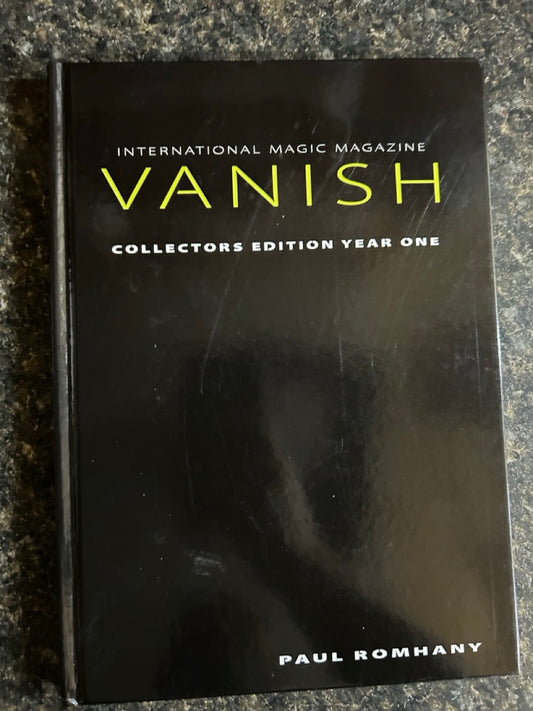 INTERNATIONAL MAGIC MAGAZINE
VANISH
COLLECTORS EDITION YEAR ONE
PAUL ROMHANY